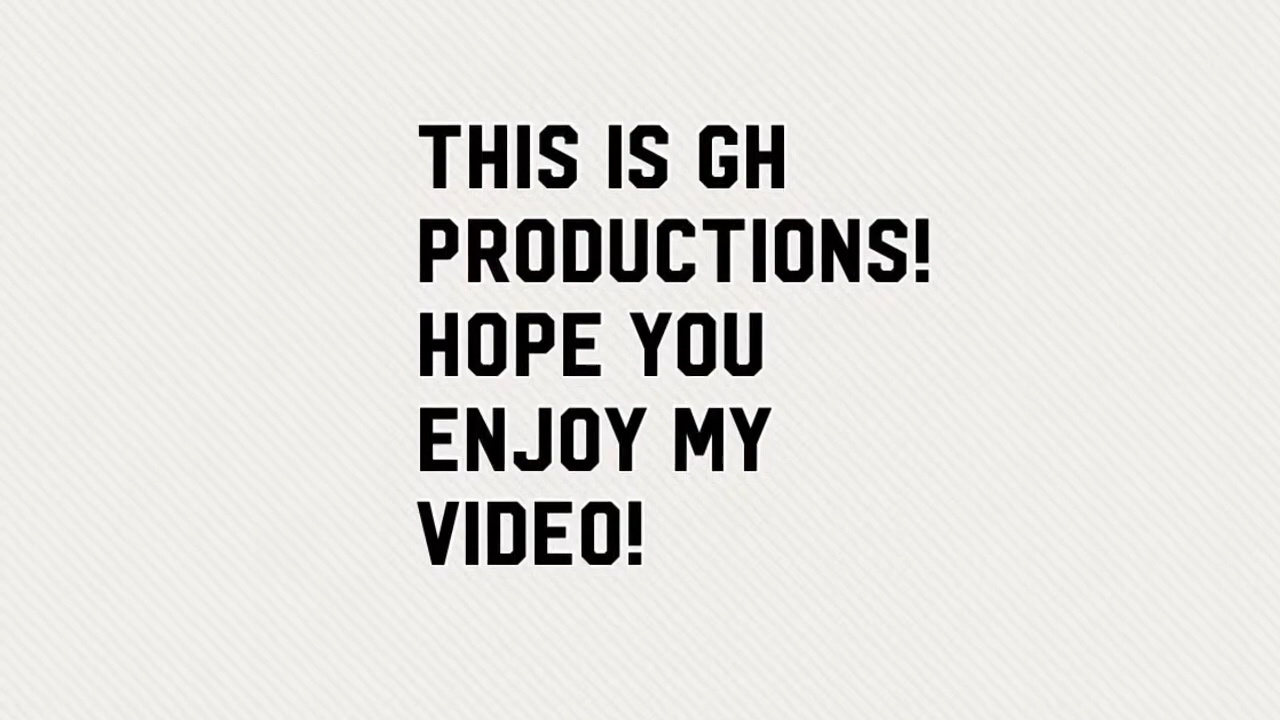 THIS IS GH
PRODUCTIONS!
HOPE YOU
ENJOY MY
VIDEO!